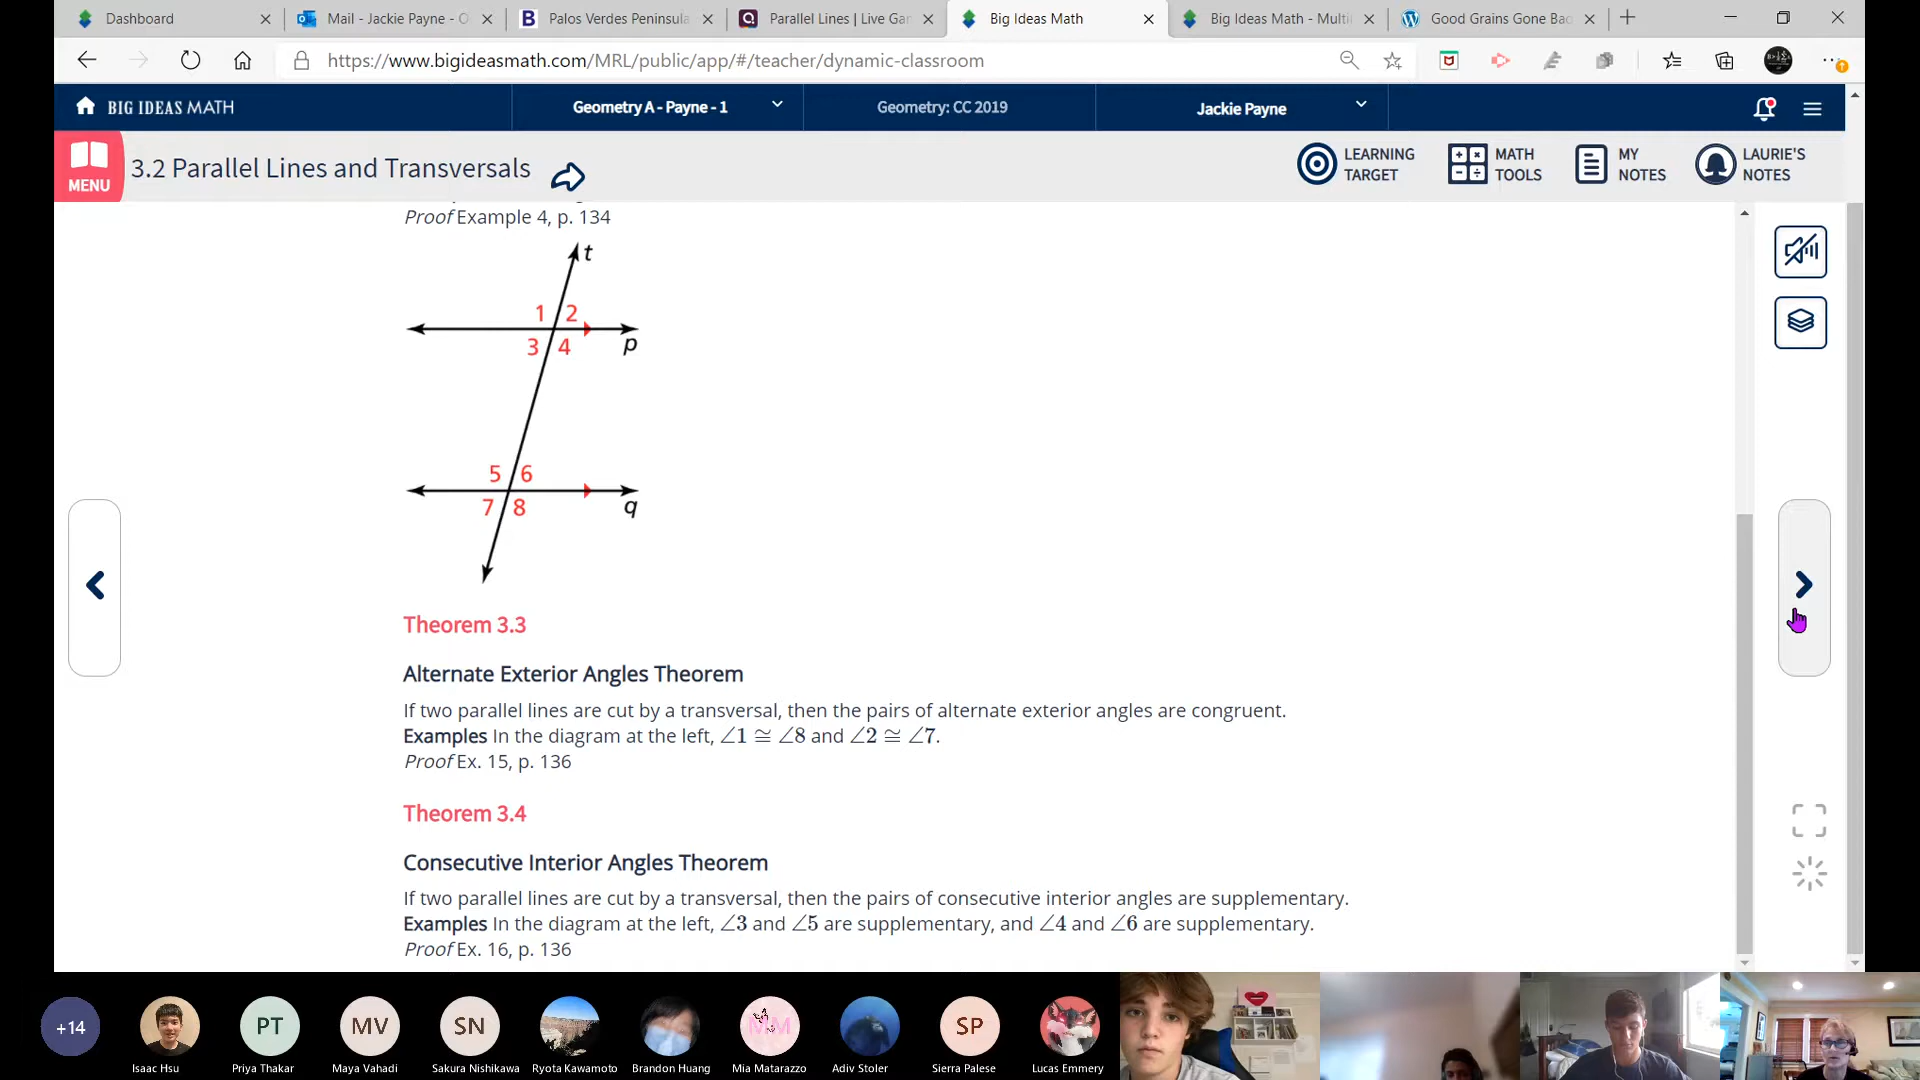 Dashboard
Mail - Jackie Payne - O
Palos Verdes Peninsula
Parallel Lines | Live Gar
Big Ideas Math
Big Ideas Math - Multi
Good Grains Gone Bad
https://www.bigideasmath.com/MRL/public/app/#/teacher/dynamic-classroom
BIG IDEAS MATH
Geometry A - Payne - 1
Geometry: CC 2019
Jackie Payne
MENU
3.2 Parallel Lines and Transversals
LEARNING TARGET
MATH TOOLS
MY NOTES
LAURIE'S NOTES
Proof Example 4, p. 134
t
1 2
3 4 p
5 6
7 8 q
Theorem 3.3
Alternate Exterior Angles Theorem
If two parallel lines are cut by a transversal, then the pairs of alternate exterior angles are congruent.
Examples In the diagram at the left, ∠1 ≅ ∠8 and ∠2 ≅ ∠7.
Proof Ex. 15, p. 136
Theorem 3.4
Consecutive Interior Angles Theorem
If two parallel lines are cut by a transversal, then the pairs of consecutive interior angles are supplementary.
Examples In the diagram at the left, ∠3 and ∠5 are supplementary, and ∠4 and ∠6 are supplementary.
Proof Ex. 16, p. 136
+14
PT
MV
SN
MM
SP
Isaac Hsu
Priya Thakar
Maya Vahadi
Sakura Nishikawa
Ryota Kawamoto
Brandon Huang
Mia Matarazzo
Adiv Stoler
Sierra Palese
Lucas Emmery